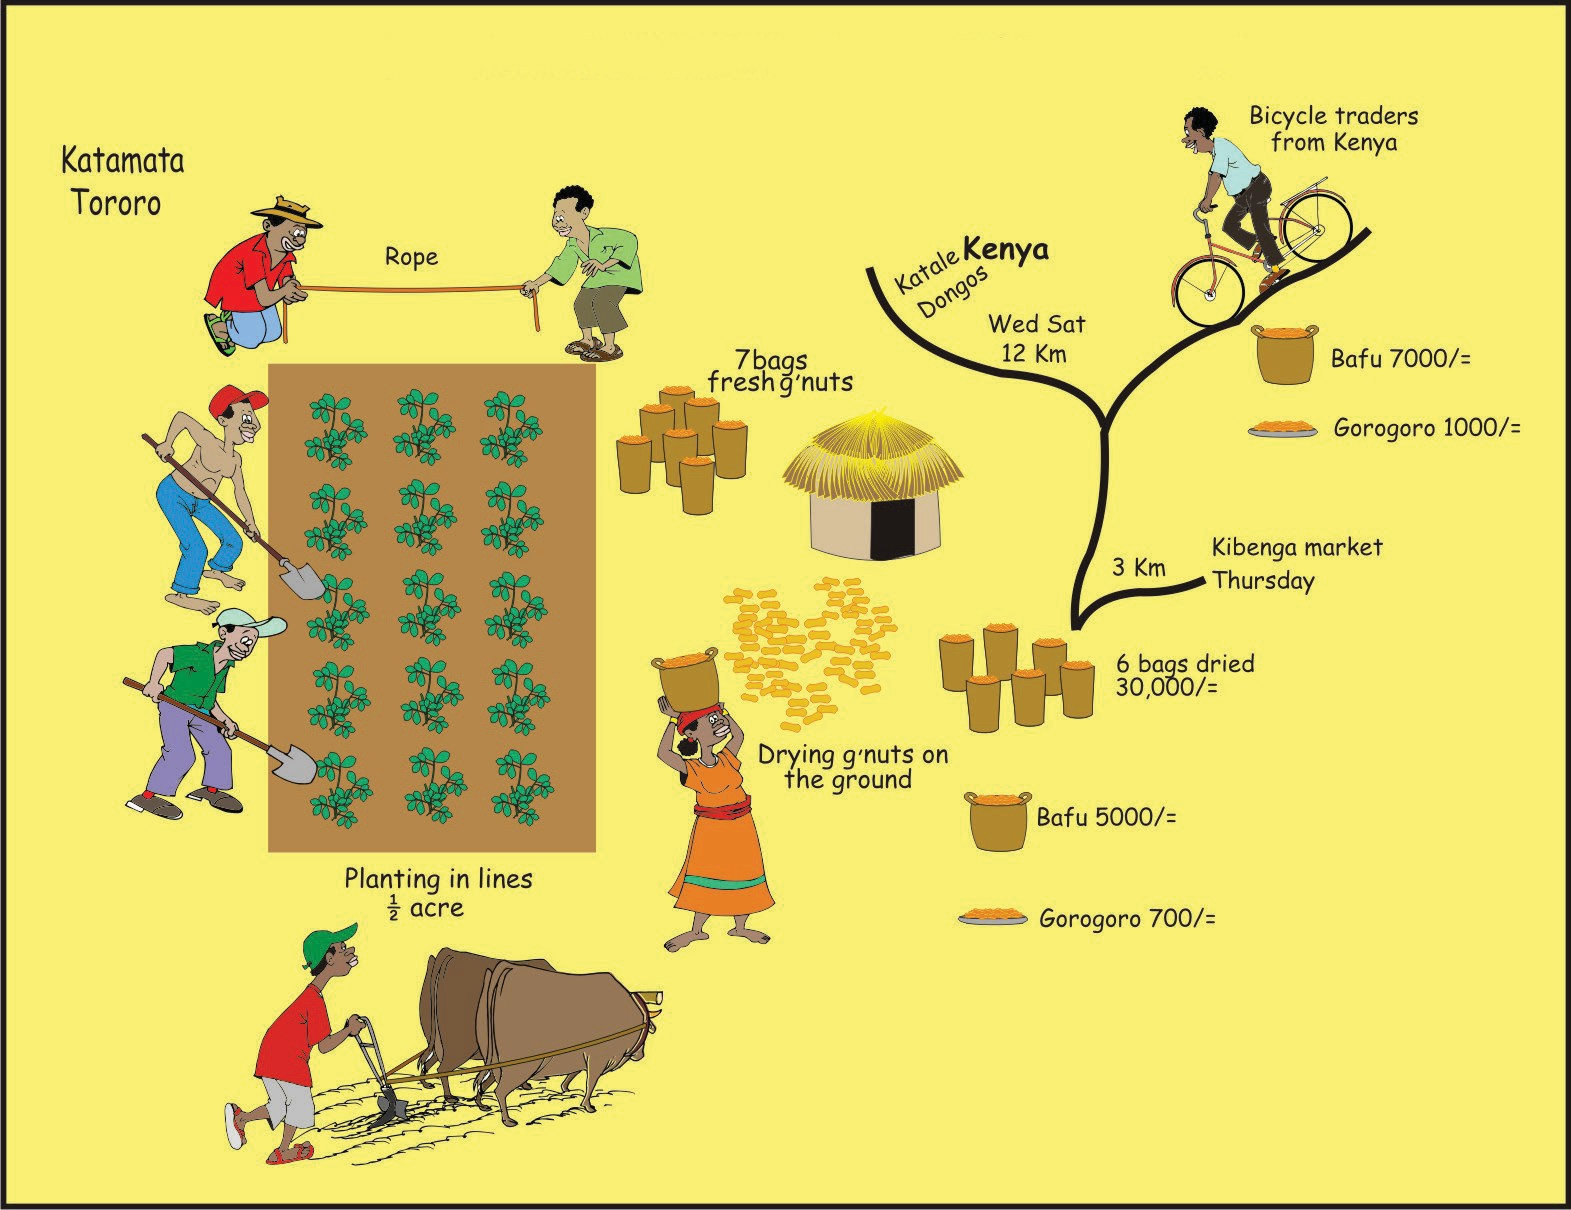 Katamata
Tororo
Rope
Bicycle traders
from Kenya
Katale Kenya
Dongos
Wed Sat
12 Km
Bafu 7000/=
Gorogoro 1000/=
7bags
fresh g'nuts
3 Km
Kibenga market
Thursday
6 bags dried
30,000/=
Drying g'nuts on
the ground
Bafu 5000/=
Gorogoro 700/=
Planting in lines
½ acre